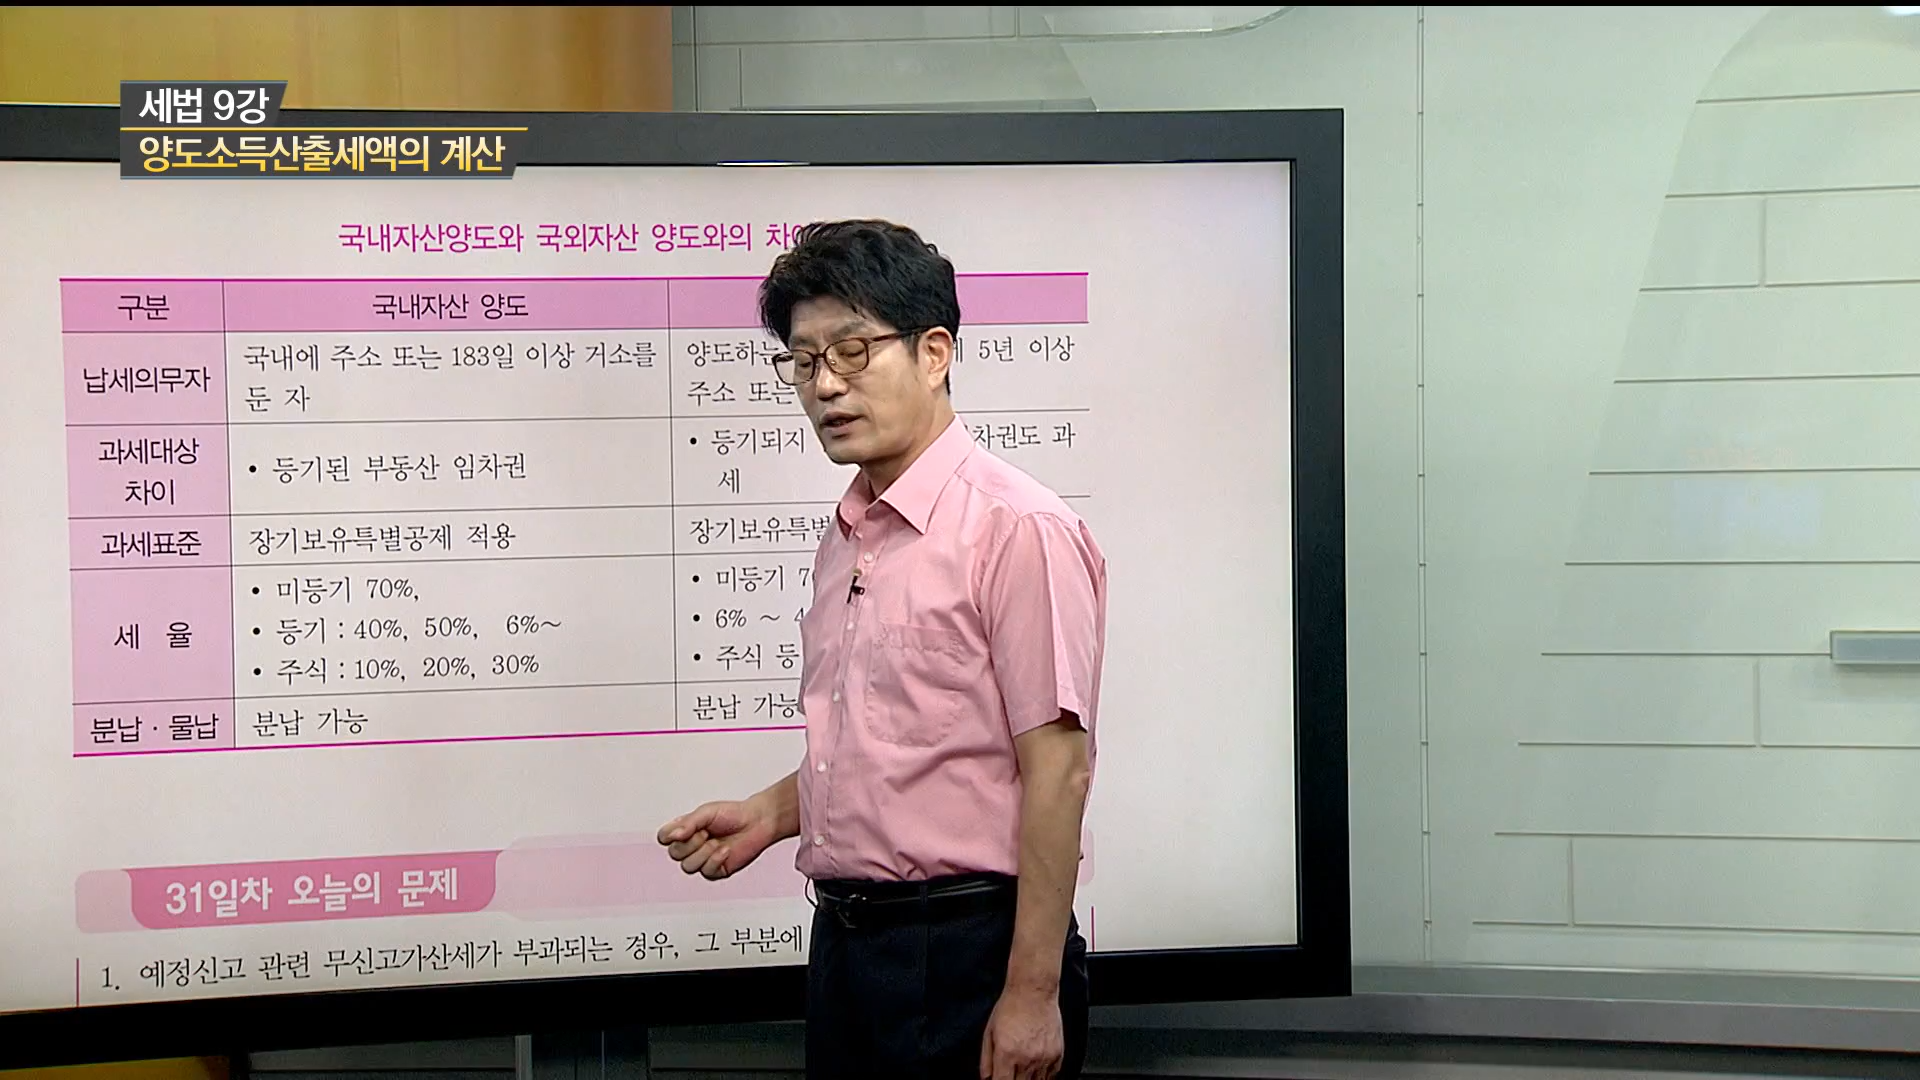 세법 9강
양도소득산출세액의 계산
국내자산양도와 국외자산 양도와의
구분
국내자산 양도
납세의무자
국내에 주소 또는 183일 이상 거소를
둔 자
양도하는
5년 이상
주소 또는
과세대상
차이
• 등기된 부동산 임차권
• 등기되지
차권도 과
세
과세표준
장기보유특별공제 적용
장기보유특별
세 율
• 미등기 70%,
• 등기 : 40%, 50%, 6%~
• 주식 : 10%, 20%, 30%
• 미등기
• 6% ~
• 주식 등
분납 · 물납
분납 가능
분납 가능
31일차 오늘의 문제
1. 예정신고 관련 무신고가산세가 부과되는 경우, 그 부분에